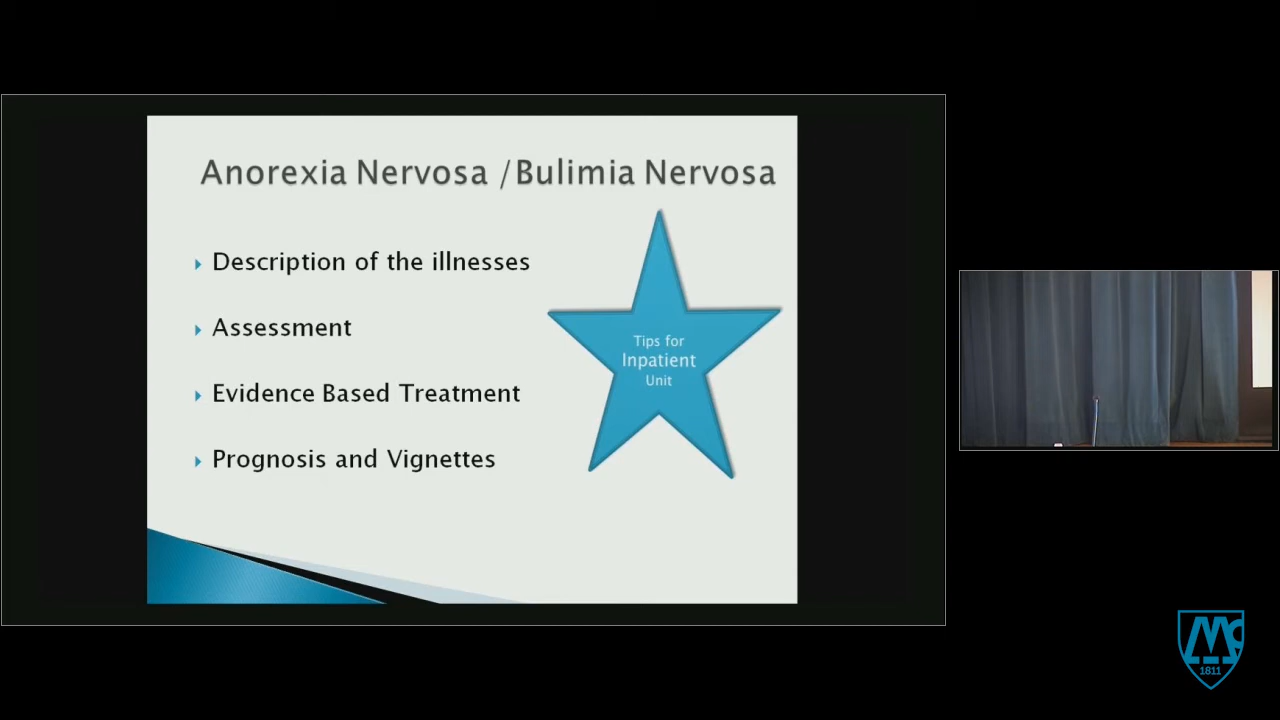 Anorexia Nervosa /Bulimia Nervosa
Description of the illnesses
Assessment
Evidence Based Treatment
Prognosis and Vignettes
Tips for
Inpatient
Unit
Mc
1811